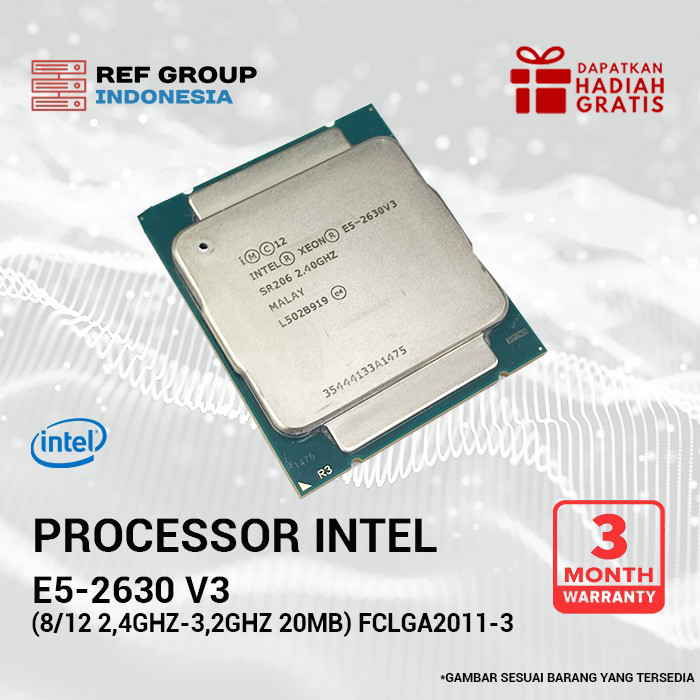 REF GROUP
INDONESIA
DAPATKAN
HADIAH
GRATIS
i Ⓜ Ⓒ 12
INTEL® XEON® E5-2630V3
SR206 2.40GHZ
MALAY
L502B919 e4
35444133A1475
1475
R3
intel
PROCESSOR INTEL
E5-2630 V3
(8/12 2,4GHZ-3,2GHZ 20MB) FCLGA2011-3
3
MONTH
WARRANTY
*GAMBAR SESUAI BARANG YANG TERSEDIA